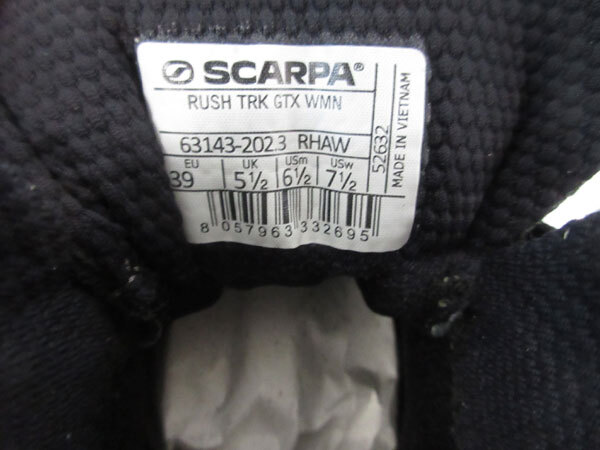 SCARPA®
RUSH TRK GTX WMN
63143-202.3 RHAW
EU UK USm USw
39 5½ 6½ 7½
8 057963 332695
52632
MADE IN VIETNAM